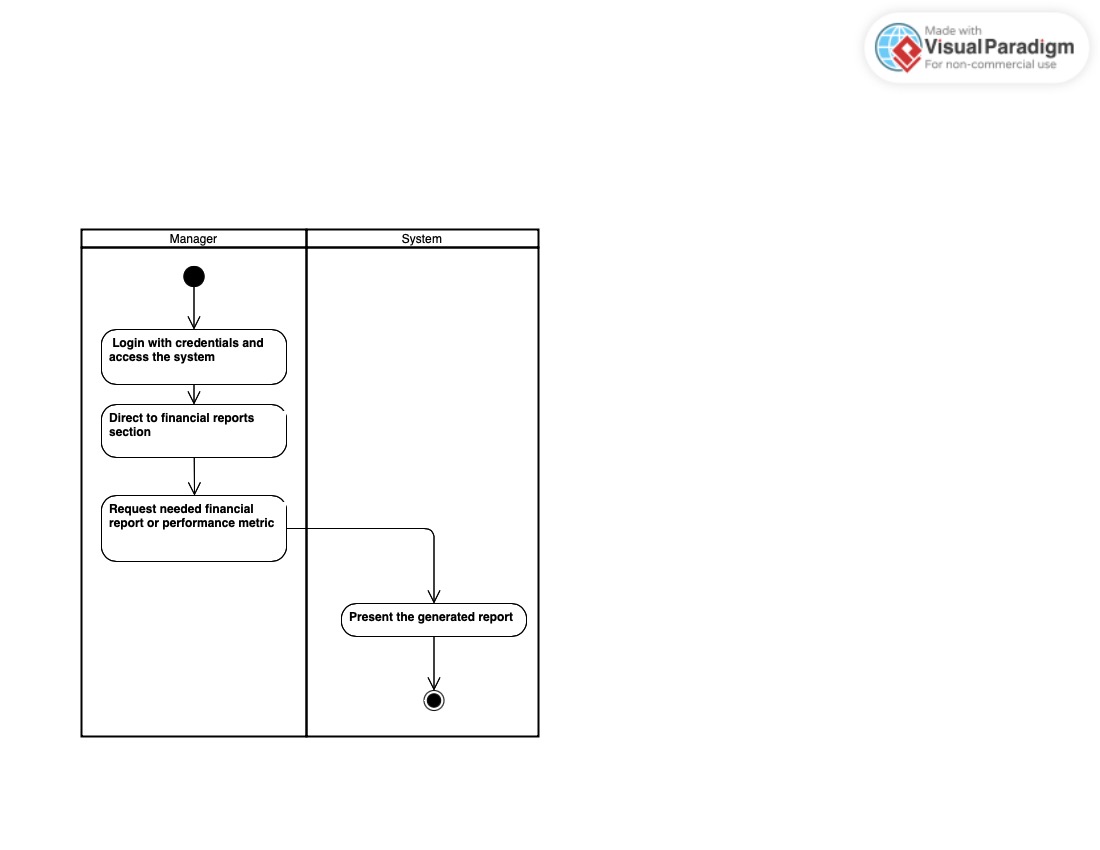 Made with
Visual Paradigm
For non-commercial use
Manager
System
Login with credentials and
access the system
Direct to financial reports
section
Request needed financial
report or performance metric
Present the generated report